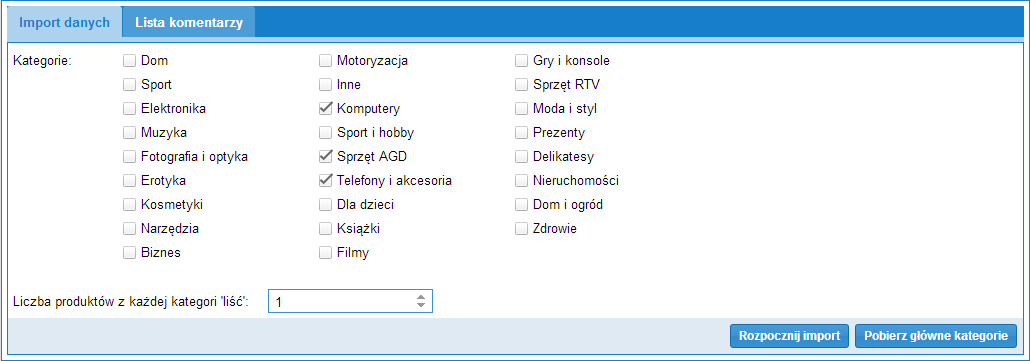 Import danych Lista komentarzy
Kategorie: Dom Motoryzacja Gry i konsole
Sport Inne Sprzęt RTV
Elektronika Komputery Moda i styl
Muzyka Sport i hobby Prezenty
Fotografia i optyka Sprzęt AGD Delikatesy
Erotyka Telefony i akcesoria Nieruchomości
Kosmetyki Dla dzieci Dom i ogród
Narzędzia Książki Zdrowie
Biznes Filmy
Liczba produktów z każdej kategori 'liść': 1
Rozpocznij import Pobierz główne kategorie